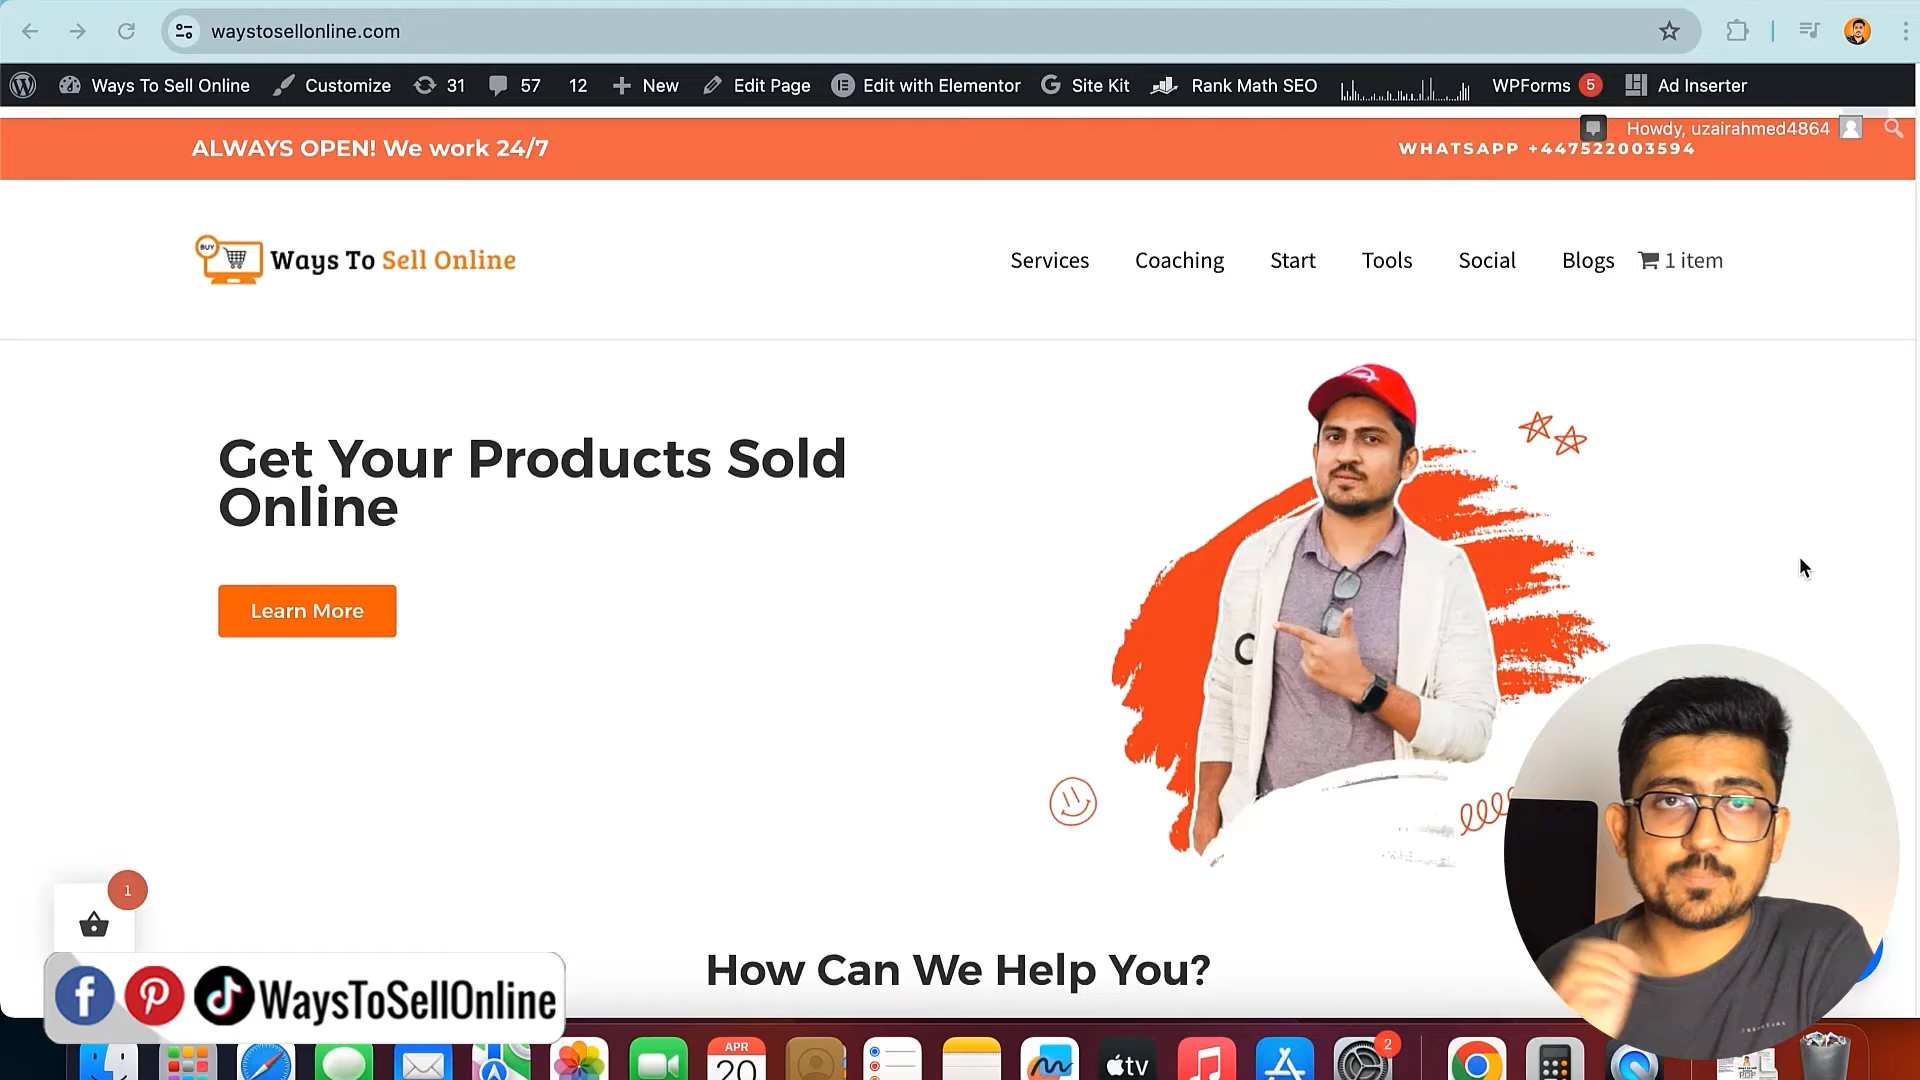 waystosellonline.com
Ways To Sell Online Customize 31 57 12 New Edit Page Edit with Elementor Site Kit Rank Math SEO WPForms 5 Ad Inserter
Howdy, uzairahmed4864
ALWAYS OPEN! We work 24/7
WHATSAPP +447522003594
BUY
Ways To Sell Online
Services Coaching Start Tools Social Blogs 1 item
Get Your Products Sold
Online
Learn More
1
How Can We Help You?
WaysToSellOnline
APR
20
tv
2